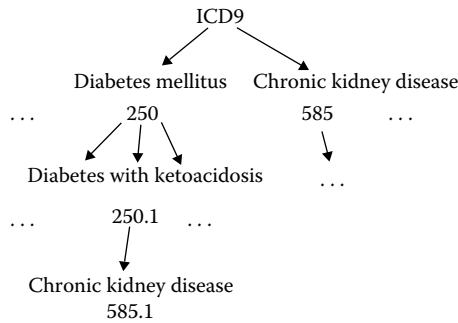 ICD9
Diabetes mellitus Chronic kidney disease
... 250 585 ...
Diabetes with ketoacidosis ...
... 250.1 ...
Chronic kidney disease
585.1